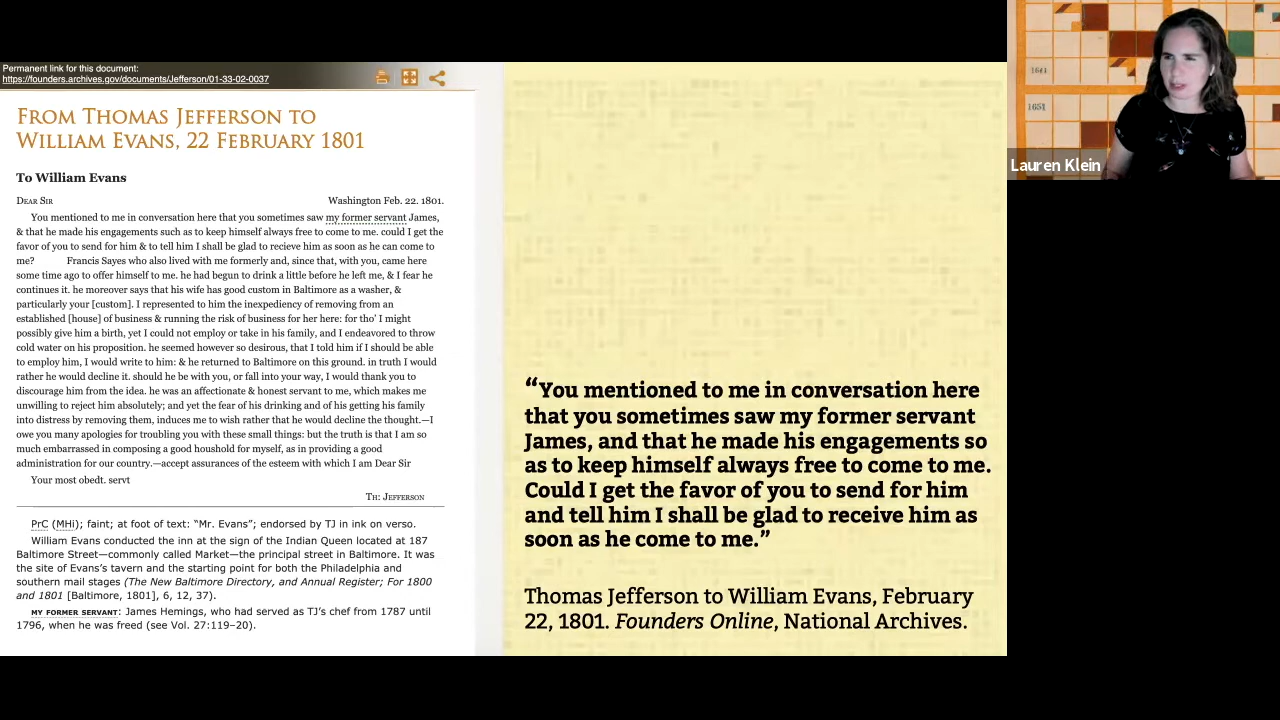 Permanent link for this document:
https://founders.archives.gov/documents/Jefferson/01-33-02-0037
FROM THOMAS JEFFERSON TO
WILLIAM EVANS, 22 FEBRUARY 1801
To William Evans
DEAR SIR Washington Feb. 22. 1801.
You mentioned to me in conversation here that you sometimes saw my former servant James,
& that he made his engagements such as to keep himself always free to come to me. could I get the
favor of you to send for him & to tell him I shall be glad to recieve him as soon as he can come to
me? Francis Sayes who also lived with me formerly and, since that, with you, came here
some time ago to offer himself to me. he had begun to drink a little before he left me, & I fear he
continues it. he moreover says that his wife has good custom in Baltimore as a washer, &
particularly your [custom]. I represented to him the inexpediency of removing from an
established [house] of business & running the risk of business for her here: for tho' I might
possibly give him a birth, yet I could not employ or take in his family, and I endeavored to throw
cold water on his proposition. he seemed however so desirous, that I told him if I should be able
to employ him, I would write to him: & he returned to Baltimore on this ground. in truth I would
rather he would decline it. should he be with you, or fall into your way, I would thank you to
discourage him from the idea. he was an affectionate & honest servant to me, which makes me
unwilling to reject him absolutely; and yet the fear of his drinking and of his getting his family
into distress by removing them, induces me to wish rather that he would decline the thought.—I
owe you many apologies for troubling you with these small things: but the truth is that I am so
much embarrassed in composing a good houshold for myself, as in providing a good
administration for our country.—accept assurances of the esteem with which I am Dear Sir
Your most obedt. servt
TH: JEFFERSON
PrC (MHi); faint; at foot of text: “Mr. Evans”; endorsed by TJ in ink on verso.
William Evans conducted the inn at the sign of the Indian Queen located at 187
Baltimore Street—commonly called Market—the principal street in Baltimore. It was
the site of Evans's tavern and the starting point for both the Philadelphia and
southern mail stages (The New Baltimore Directory, and Annual Register; For 1800
and 1801 [Baltimore, 1801], 6, 12, 37).
MY FORMER SERVANT: James Hemings, who had served as TJ's chef from 1787 until
1796, when he was freed (see Vol. 27:119–20).
“You mentioned to me in conversation here
that you sometimes saw my former servant
James, and that he made his engagements so
as to keep himself always free to come to me.
Could I get the favor of you to send for him
and tell him I shall be glad to receive him as
soon as he come to me.”
Thomas Jefferson to William Evans, February
22, 1801. Founders Online, National Archives.
1641
1651
Lauren Klein